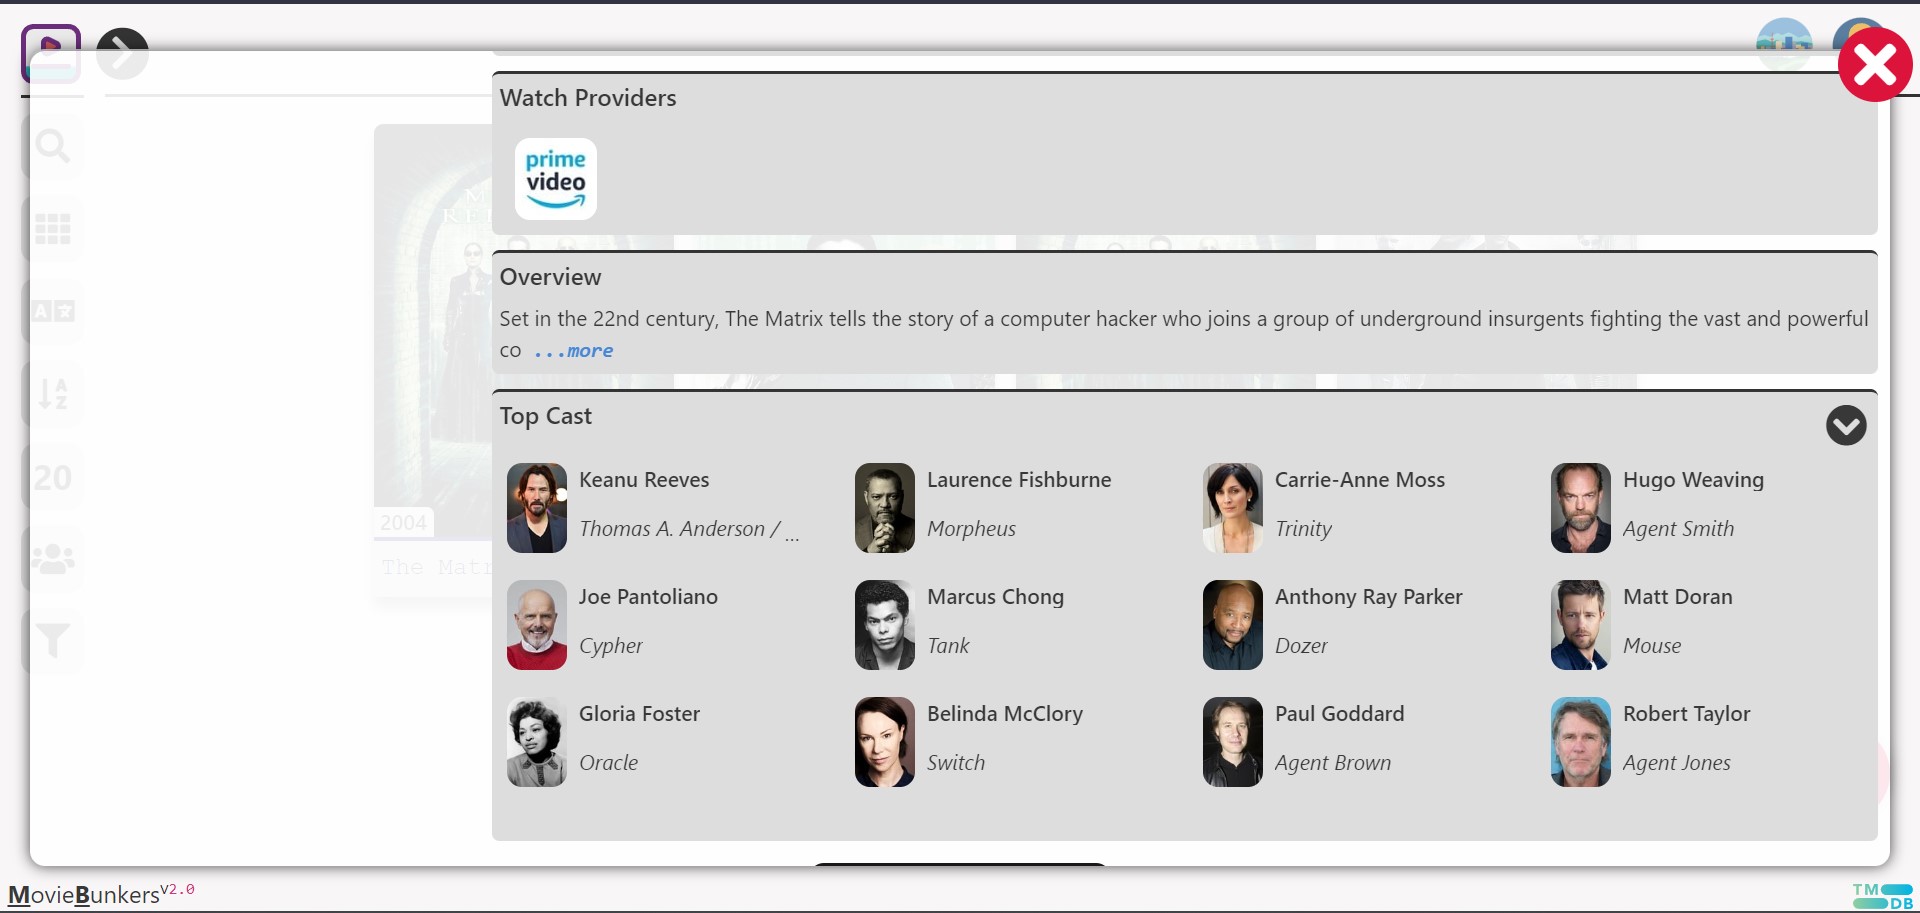 Watch Providers
prime
video
Overview
Set in the 22nd century, The Matrix tells the story of a computer hacker who joins a group of underground insurgents fighting the vast and powerful
co ...more
Top Cast
Keanu Reeves
Thomas A. Anderson / ...
Laurence Fishburne
Morpheus
Carrie-Anne Moss
Trinity
Hugo Weaving
Agent Smith
Joe Pantoliano
Cypher
Marcus Chong
Tank
Anthony Ray Parker
Dozer
Matt Doran
Mouse
Gloria Foster
Oracle
Belinda McClory
Switch
Paul Goddard
Agent Brown
Robert Taylor
Agent Jones
A
A
Z
20
2004
The Matr
MovieBunkersV2.0
TM
DB